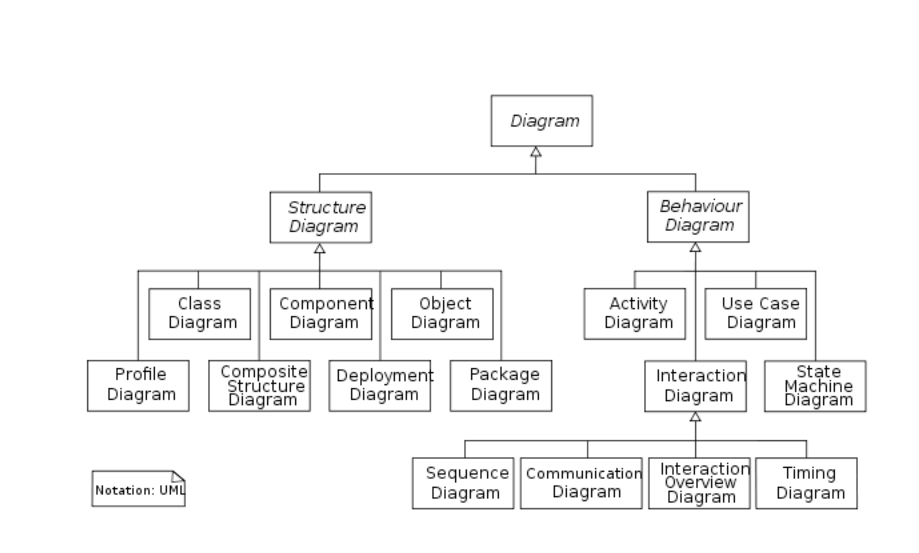 Diagram
Structure
Diagram
Behaviour
Diagram
Class
Diagram
Component
Diagram
Object
Diagram
Activity
Diagram
Use Case
Diagram
Profile
Diagram
Composite
Structure
Diagram
Deployment
Diagram
Package
Diagram
Interaction
Diagram
State
Machine
Diagram
Sequence
Diagram
Communication
Diagram
Interaction
Overview
Diagram
Timing
Diagram
Notation: UML